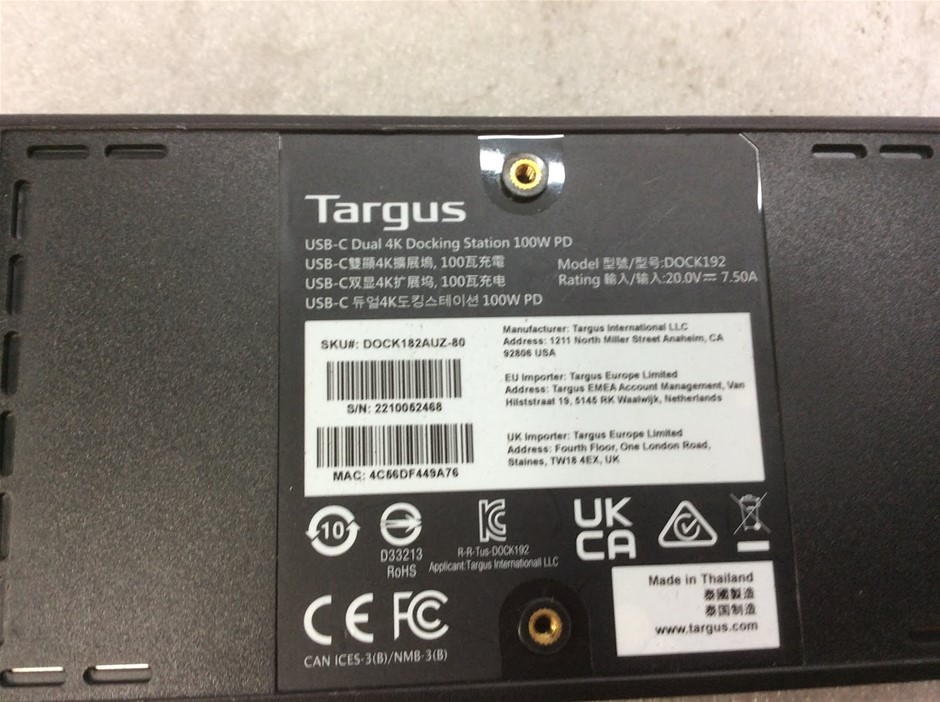 Targus
USB-C Dual 4K Docking Station 100W PD
USB-C雙顯4K擴展塢, 100瓦充電
USB-C双显4K扩展坞, 100瓦充电
USB-C 듀얼4K도킹스테이션 100W PD
Model 型號/型号:DOCK192
Rating 輸入/输入:20.0V⎓ 7.50A
SKU#: DOCK182AUZ-80
S/N: 2210052468
MAC: 4C56DF449A76
Manufacturer: Targus International LLC
Address: 1211 North Miller Street Anaheim, CA
92806 USA
EU Importer: Targus Europe Limited
Address: Targus EMEA Account Management, Van
Hilststraat 19, 5145 RK Waalwijk, Netherlands
UK Importer: Targus Europe Limited
Address: Fourth Floor, One London Road,
Staines, TW18 4EX, UK
10
D33213
RoHS
R-R-Tus-DOCK192
Applicant:Targus Internationall LLC
UK
CA
CE FC
CAN ICES-3(B)/NMB-3(B)
Made in Thailand
泰國製造
泰国制造
www.targus.com